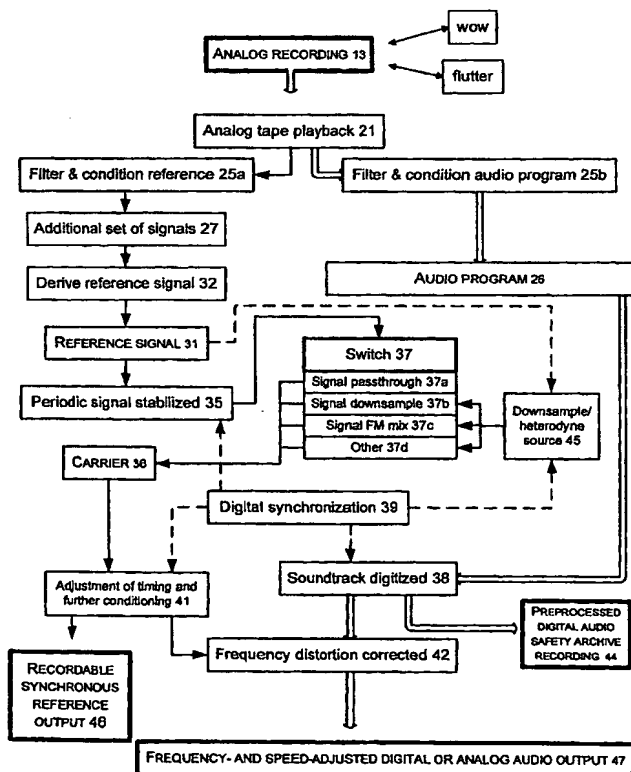 wow
ANALOG RECORDING 13
flutter
Analog tape playback 21
Filter & condition reference 25a
Filter & condition audio program 25b
Additional set of signals 27
Derive reference signal 32
AUDIO PROGRAM 26
REFERENCE SIGNAL 31
Switch 37
Periodic signal stabilized 35
Signal passthrough 37a
Signal downsample 37b
Signal FM mix 37c
Other 37d
Downsample/
heterodyne
source 45
CARRIER 36
Digital synchronization 39
Adjustment of timing and
further conditioning 41
Soundtrack digitized 38
PREPROCESSED
DIGITAL AUDIO
SAFETY ARCHIVE
RECORDING 44
RECORDABLE
SYNCHRONOUS
REFERENCE
OUTPUT 46
Frequency distortion corrected 42
FREQUENCY- AND SPEED-ADJUSTED DIGITAL OR ANALOG AUDIO OUTPUT 47